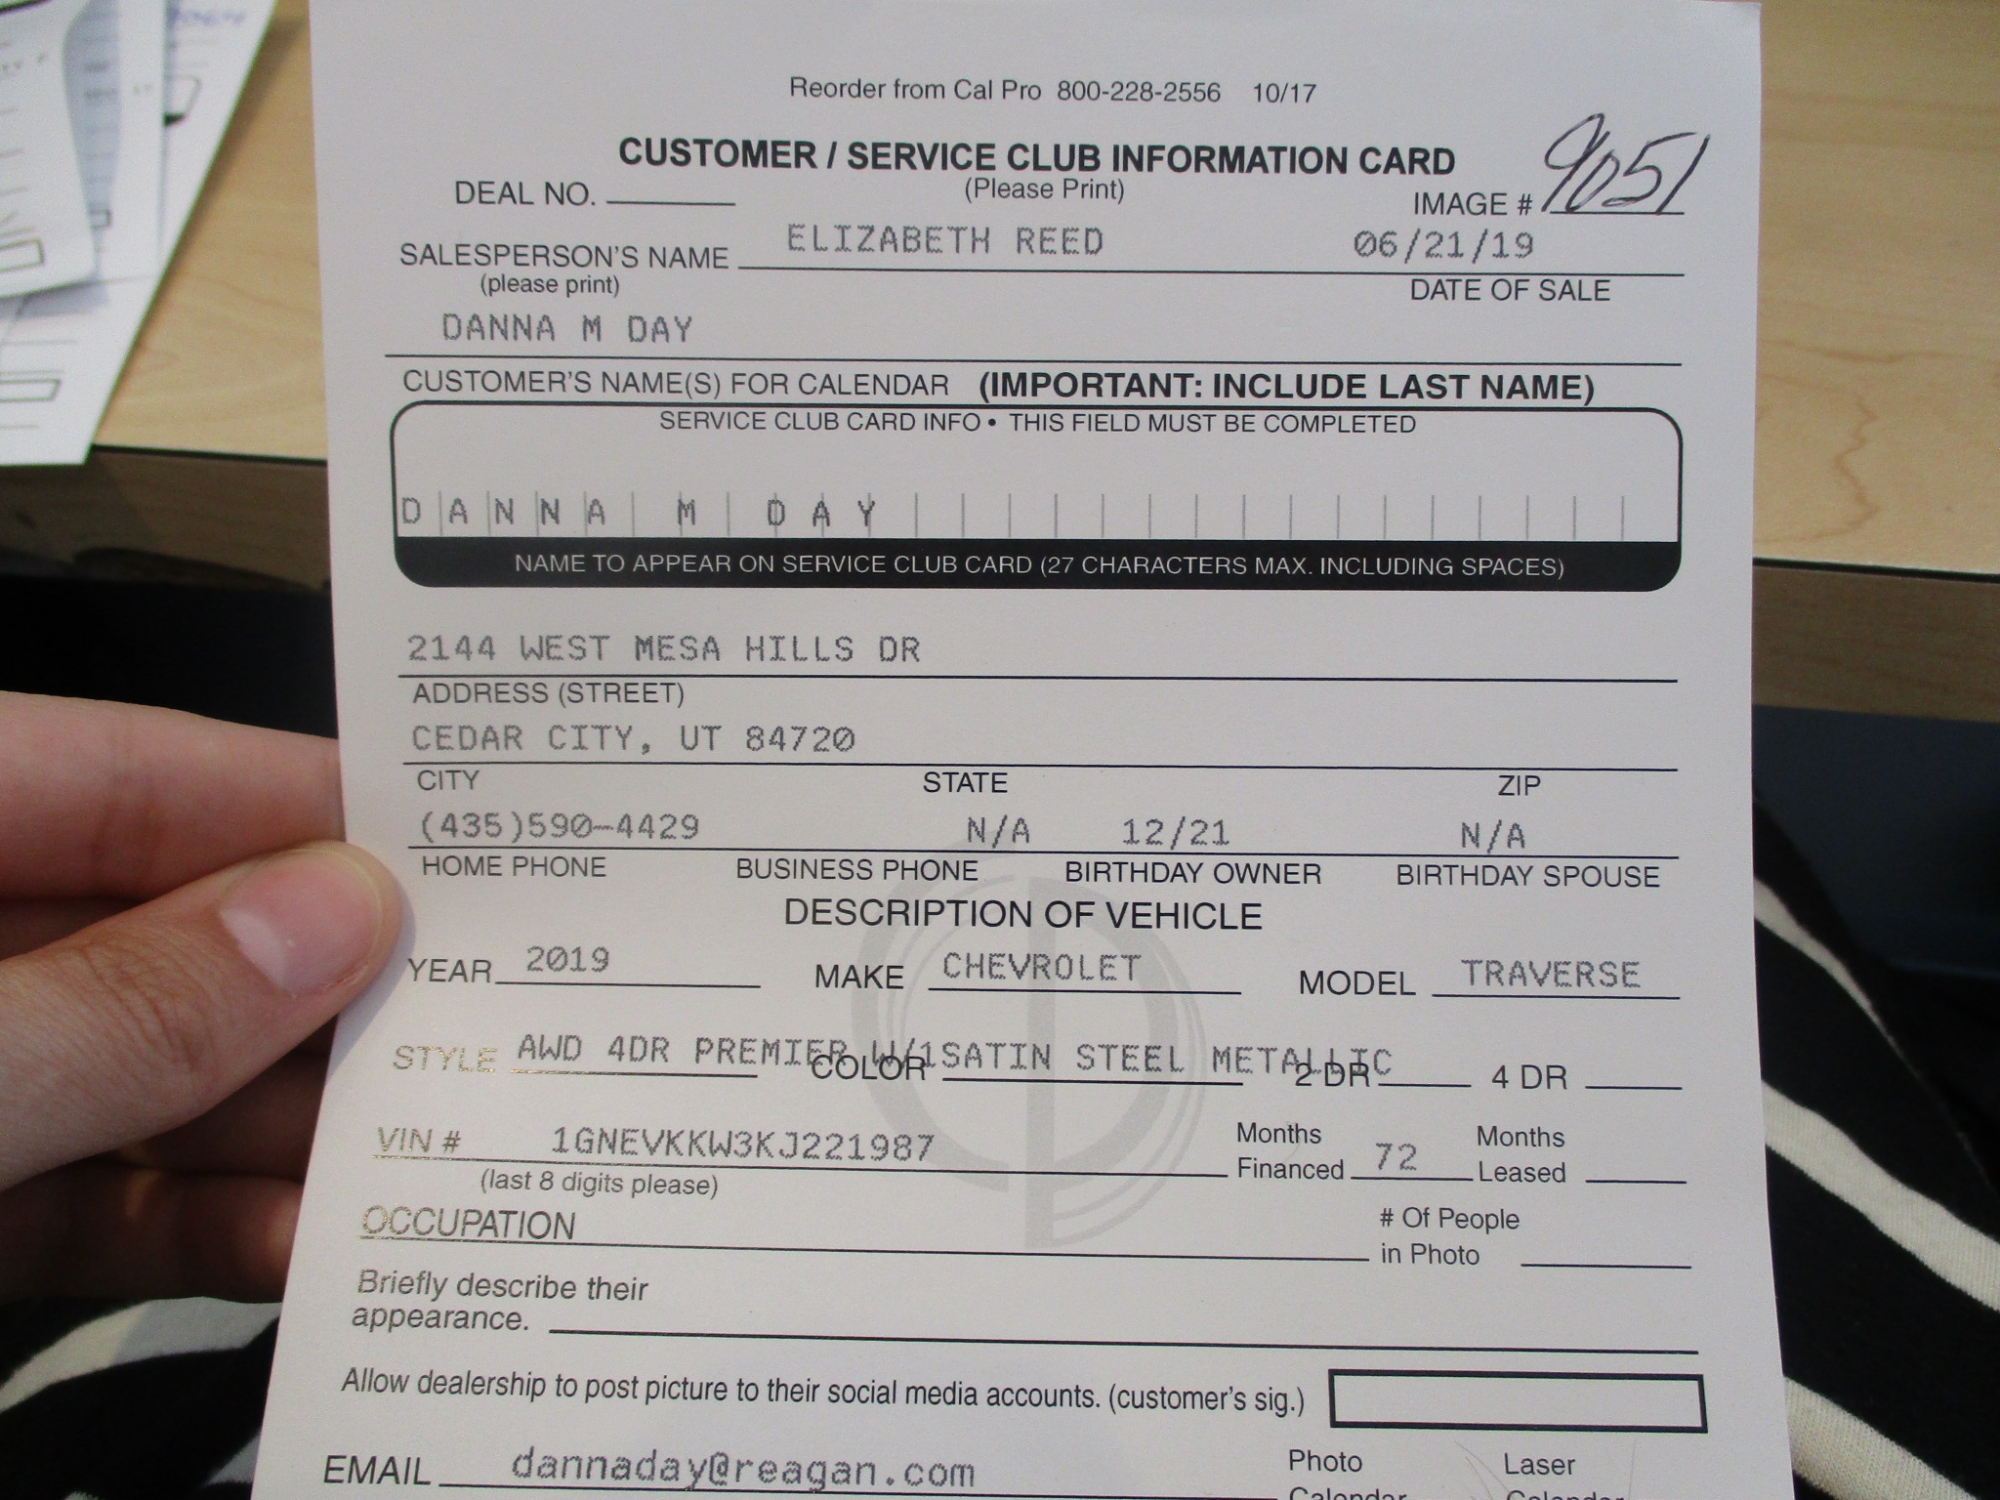 Reorder from Cal Pro 800-228-2556 10/17
CUSTOMER / SERVICE CLUB INFORMATION CARD
(Please Print)
DEAL NO.
IMAGE # 9051
SALESPERSON'S NAME ELIZABETH REED 06/21/19
(please print) DATE OF SALE
DANNA M DAY
CUSTOMER'S NAME(S) FOR CALENDAR (IMPORTANT: INCLUDE LAST NAME)
SERVICE CLUB CARD INFO • THIS FIELD MUST BE COMPLETED
DANNA M DAY
NAME TO APPEAR ON SERVICE CLUB CARD (27 CHARACTERS MAX. INCLUDING SPACES)
2144 WEST MESA HILLS DR
ADDRESS (STREET)
CEDAR CITY, UT 84720
CITY STATE ZIP
(435)590-4429 N/A 12/21 N/A
HOME PHONE BUSINESS PHONE BIRTHDAY OWNER BIRTHDAY SPOUSE
DESCRIPTION OF VEHICLE
YEAR 2019 MAKE CHEVROLET MODEL TRAVERSE
STYLE AWD 4DR PREMIER W/1 COLOR SATIN STEEL METALLIC 2 DR 4 DR
VIN # 1GNEVKKW3KJ221987
(last 8 digits please)
Months Financed 72
Months Leased
OCCUPATION
# Of People in Photo
Briefly describe their
appearance.
Allow dealership to post picture to their social media accounts. (customer's sig.)
EMAIL dannaday@reagan.com
Photo Calendar
Laser Calendar